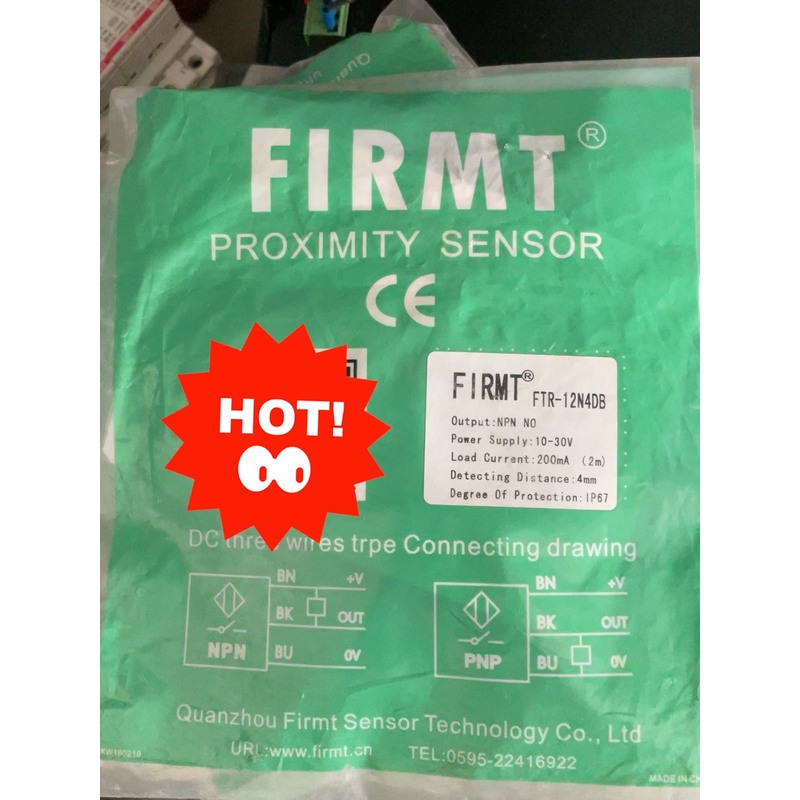 FIRMT®
PROXIMITY SENSOR
CE
HOT!
FIRMT® FTR-12N4DB
Output:NPN NO
Power Supply:10-30V
Load Current:200mA (2m)
Detecting Distance:4mm
Degree Of Protection:IP67
DC three wires trpe Connecting drawing
BN +V
BK OUT
NPN
BU 0V
BN +V
BK OUT
PNP
BU 0V
Quanzhou Firmt Sensor Technology Co., Ltd
URL:www.firmt.cn TEL:0595-22416922
MADE IN